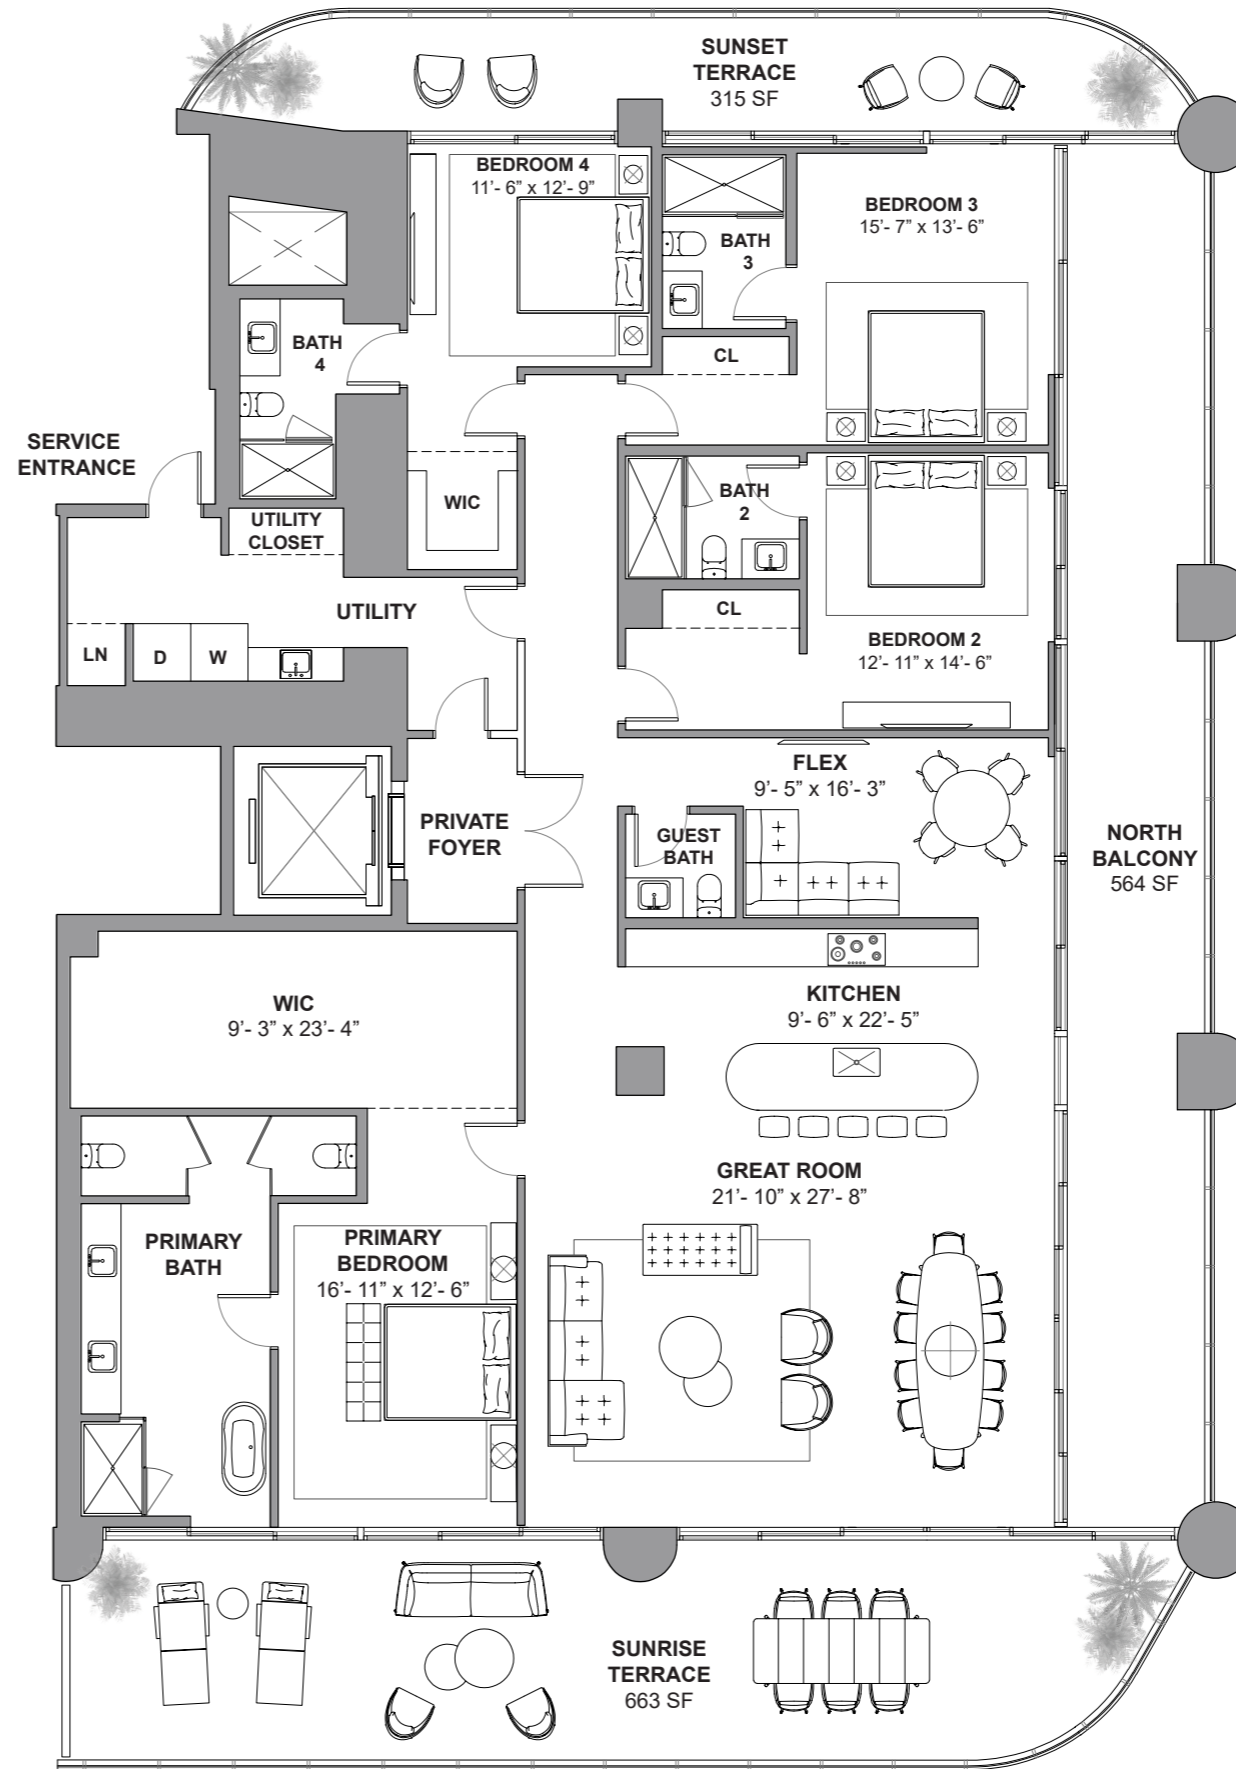 SUNSET
TERRACE
315 SF
BEDROOM 4
11’- 6” x 12’- 9”
BEDROOM 3
15’- 7” x 13’- 6”
BATH
3
BATH
4
CL
SERVICE
ENTRANCE
WIC
BATH
2
UTILITY
CLOSET
UTILITY
CL
LN
D
W
BEDROOM 2
12’- 11” x 14’- 6”
FLEX
9’- 5” x 16’- 3”
PRIVATE
FOYER
GUEST
BATH
NORTH
BALCONY
564 SF
WIC
9’- 3” x 23’- 4”
KITCHEN
9’- 6” x 22’- 5”
GREAT ROOM
21’- 10” x 27’- 8”
PRIMARY
BATH
PRIMARY
BEDROOM
16’- 11” x 12’- 6”
SUNRISE
TERRACE
663 SF